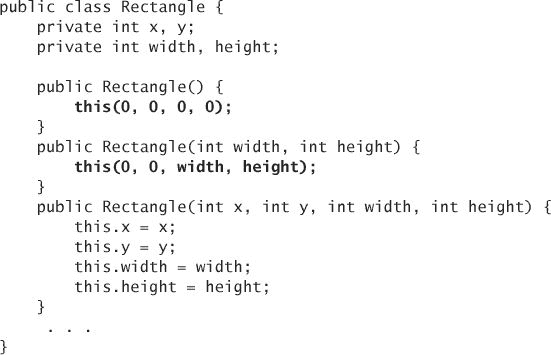 public class Rectangle {
    private int x, y;
    private int width, height;

    public Rectangle() {
        this(0, 0, 0, 0);
    }
    public Rectangle(int width, int height) {
        this(0, 0, width, height);
    }
    public Rectangle(int x, int y, int width, int height) {
        this.x = x;
        this.y = y;
        this.width = width;
        this.height = height;
    }
     . . .
}